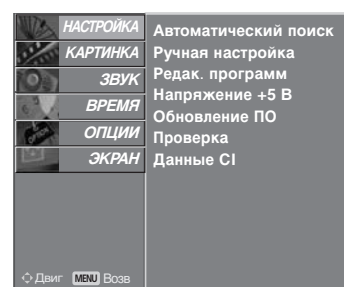 НАСТРОЙКА
КАРТИНКА
ЗВУК
ВРЕМЯ
ОПЦИИ
ЭКРАН
Автоматический поиск
Ручная настройка
Редак. программ
Напряжение +5 В
Обновление ПО
Проверка
Данные CI
Двиг MENU Возв